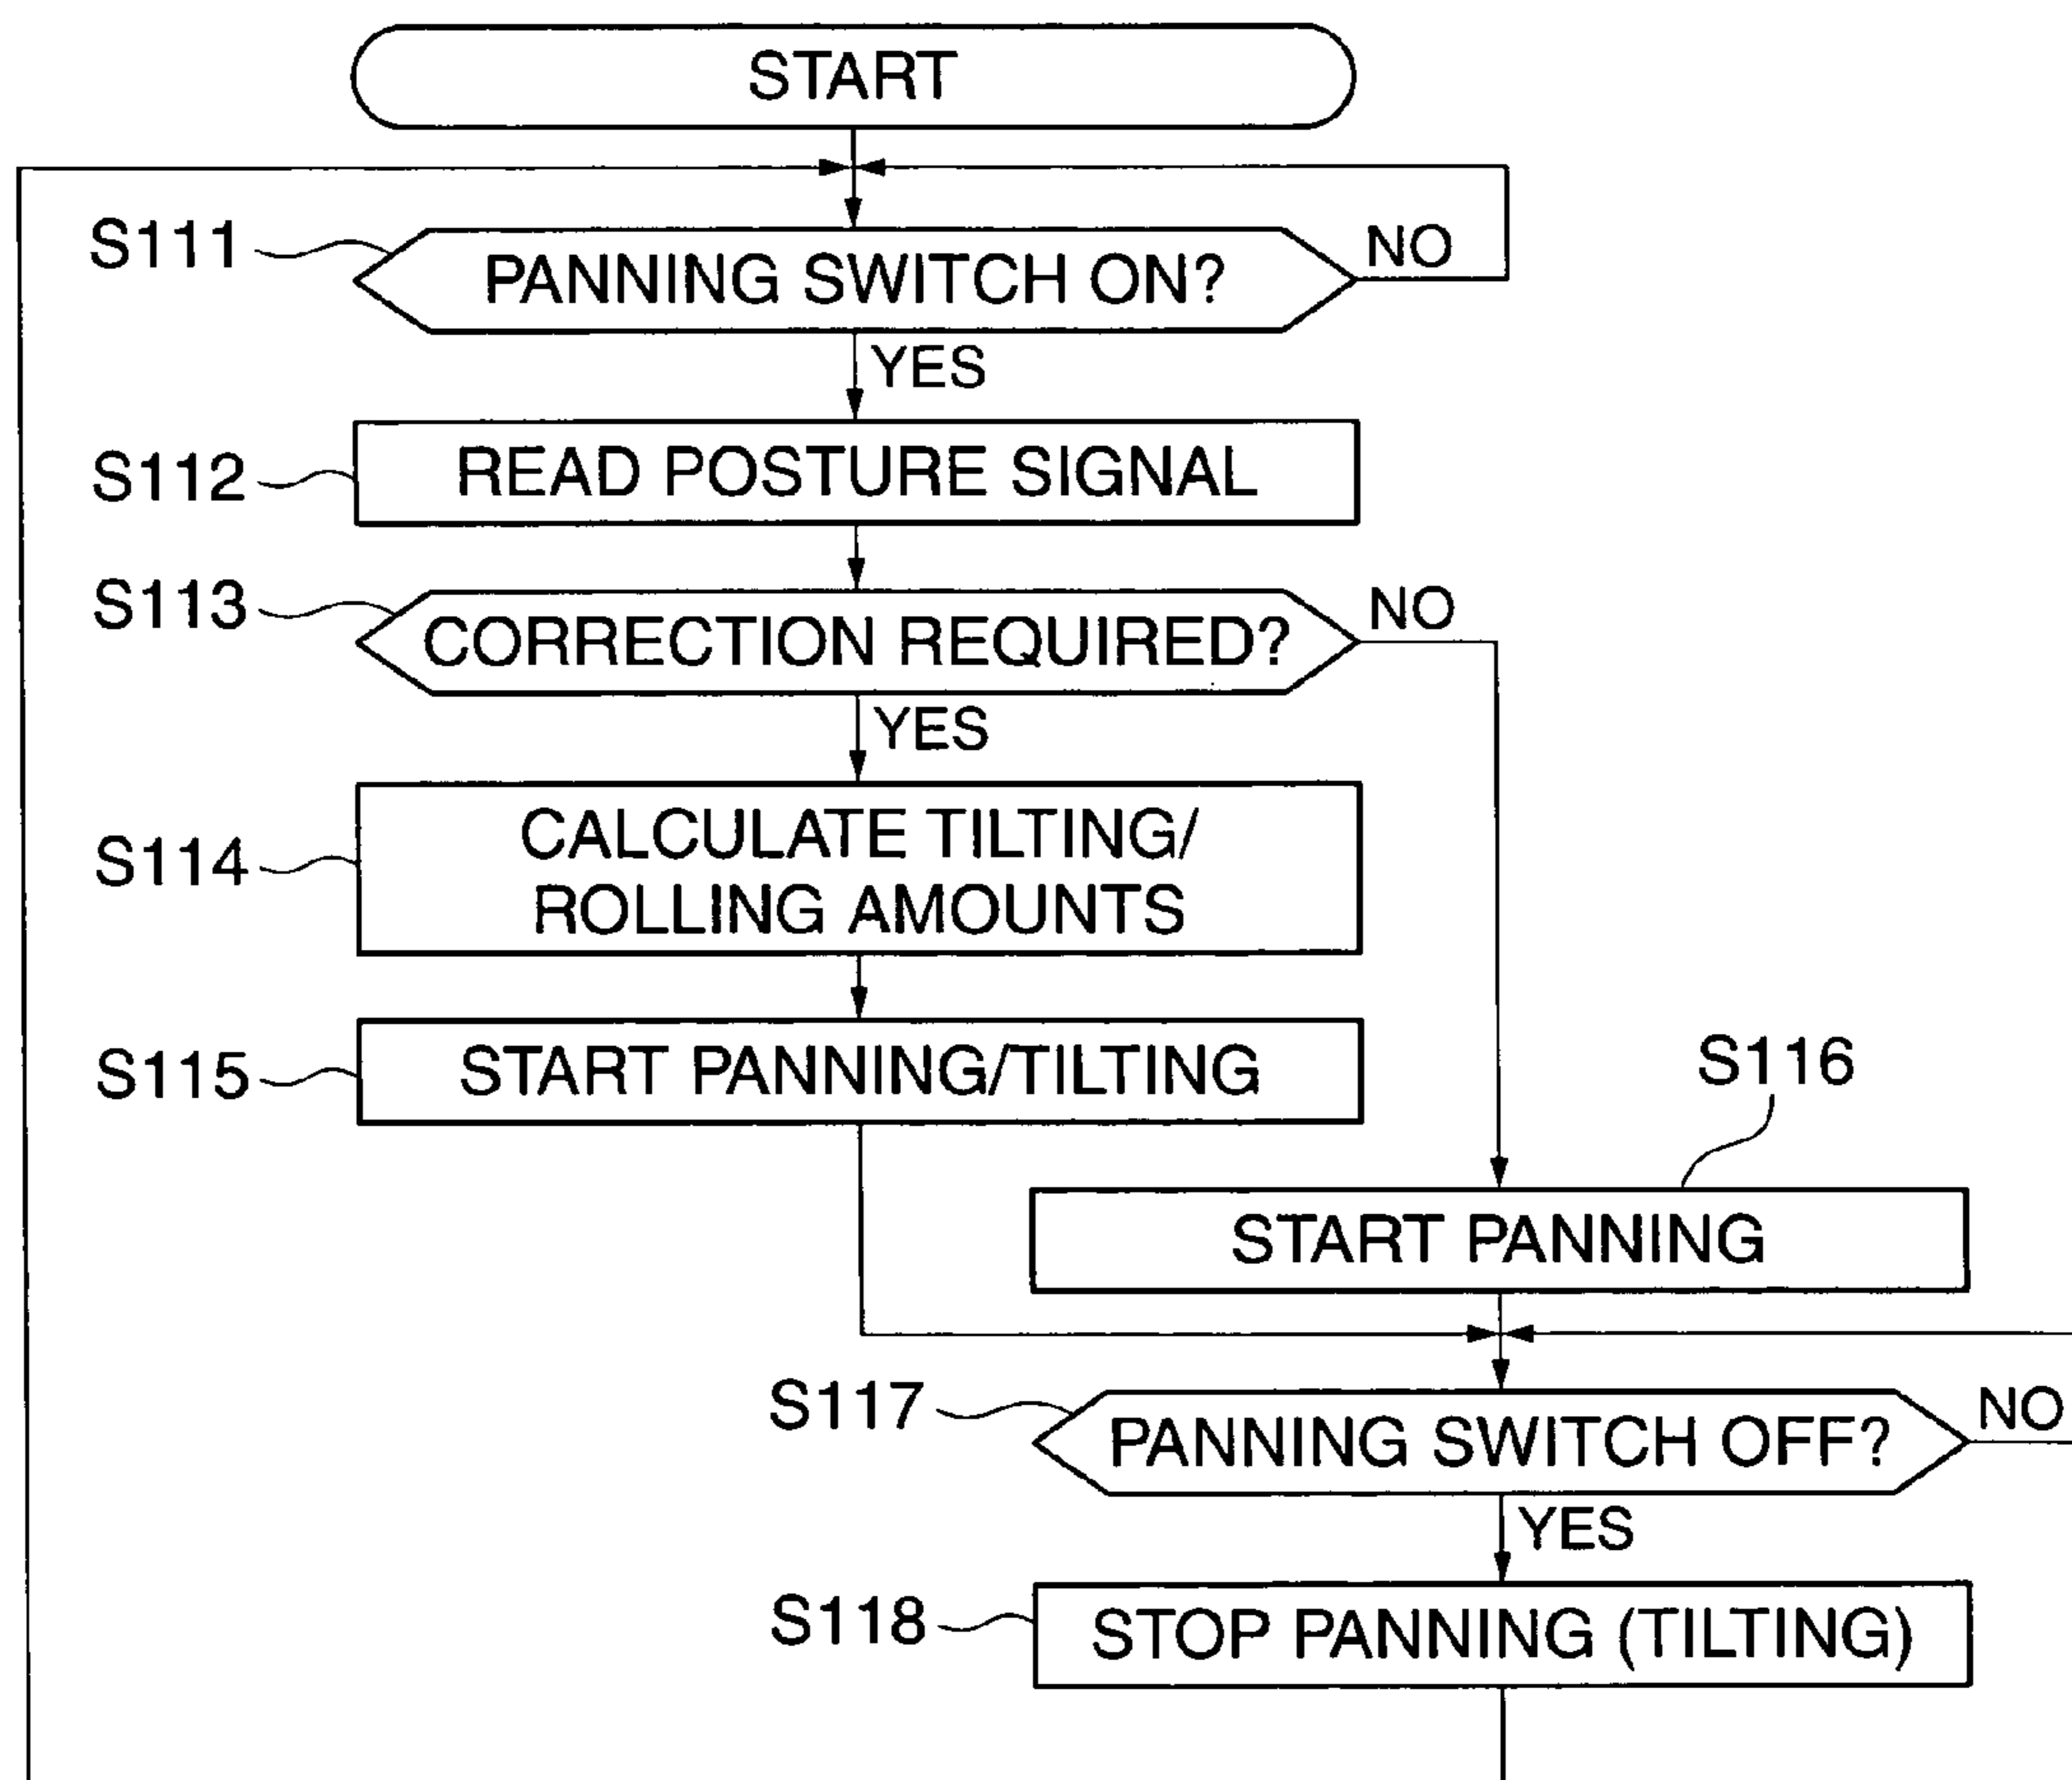 START
S111
PANNING SWITCH ON?
NO
YES
S112
READ POSTURE SIGNAL
S113
CORRECTION REQUIRED?
NO
YES
S114
CALCULATE TILTING/
ROLLING AMOUNTS
S115
START PANNING/TILTING
S116
START PANNING
S117
PANNING SWITCH OFF?
NO
YES
S118
STOP PANNING (TILTING)